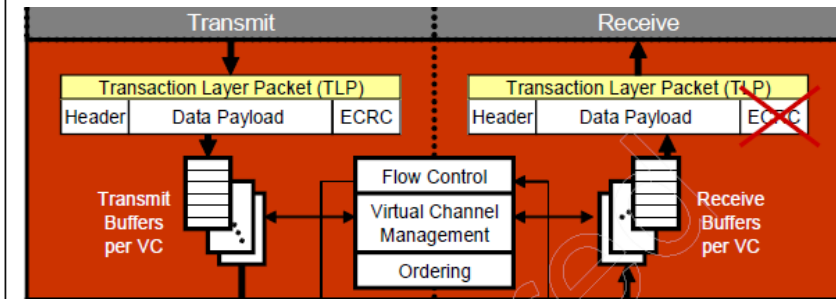 Transmit
Receive
Transaction Layer Packet (TLP)
Header Data Payload ECRC
Transaction Layer Packet (TLP)
Header Data Payload ECRC
Transmit
Buffers
per VC
Flow Control
Virtual Channel
Management
Ordering
Receive
Buffers
per VC